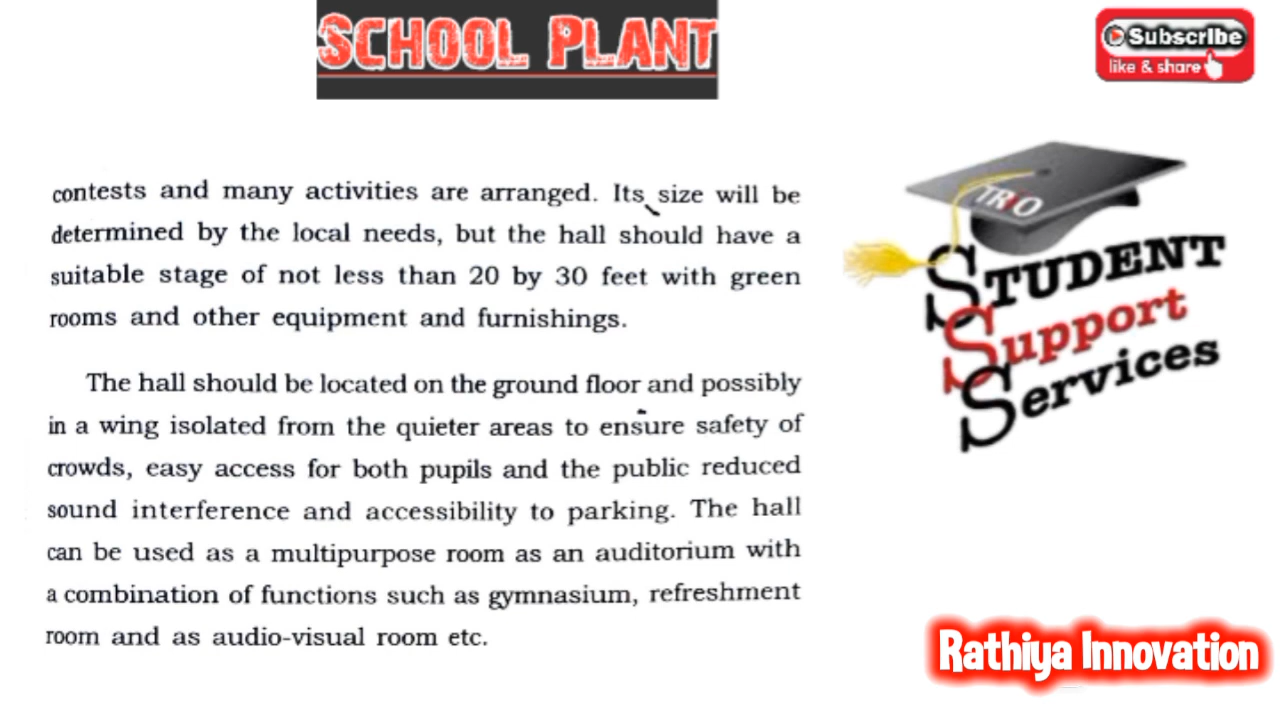 SCHOOL PLANT
Subscribe
like & share
contests and many activities are arranged. Its size will be
determined by the local needs, but the hall should have a
suitable stage of not less than 20 by 30 feet with green
rooms and other equipment and furnishings.
The hall should be located on the ground floor and possibly
in a wing isolated from the quieter areas to ensure safety of
crowds, easy access for both pupils and the public reduced
sound interference and accessibility to parking. The hall
can be used as a multipurpose room as an auditorium with
a combination of functions such as gymnasium, refreshment
room and as audio-visual room etc.
TRiO
STUDENT
Support
Services
Rathiya Innovation